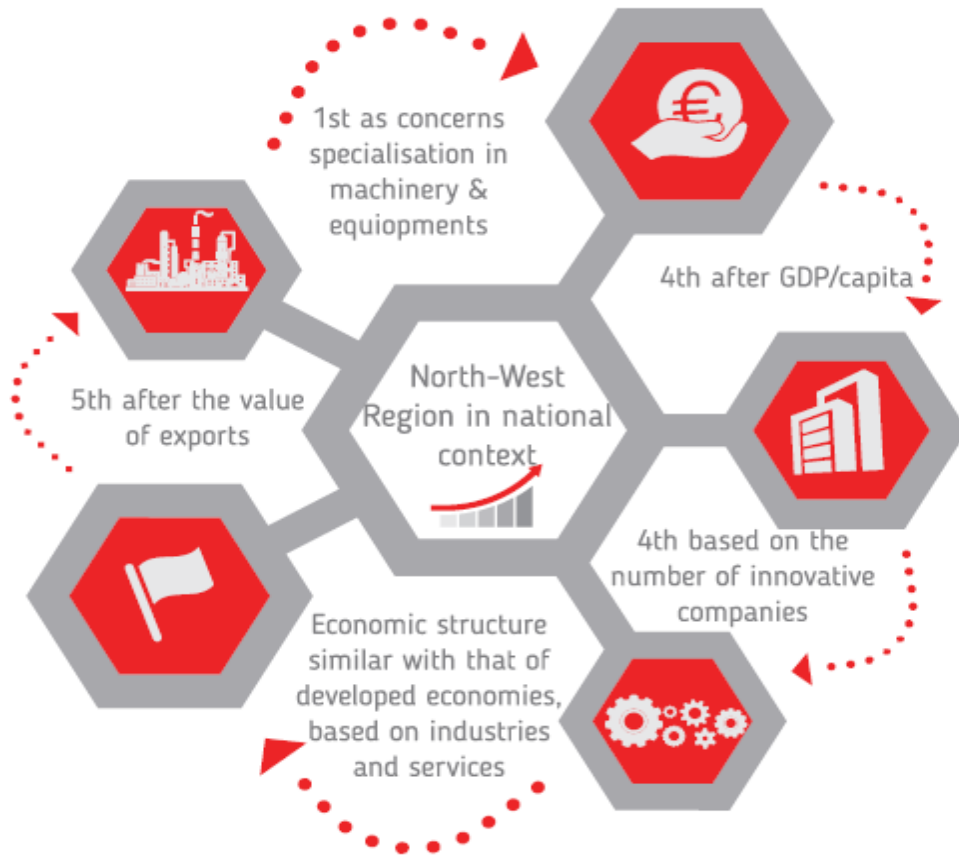 1st as concerns
specialisation in
machinery &
equiopments
4th after GDP/capita
North-West
Region in national
context
5th after the value
of exports
4th based on the
number of innovative
companies
Economic structure
similar with that of
developed economies,
based on industries
and services